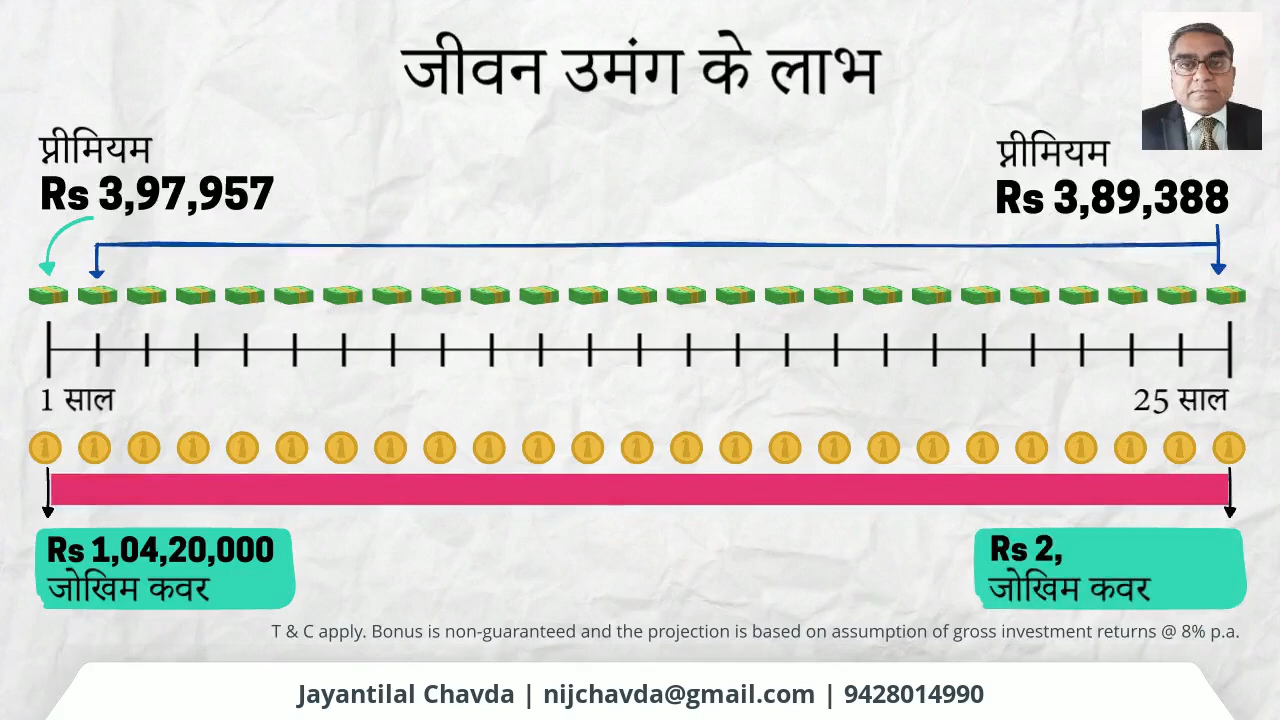 जीवन उमंग के लाभ
प्रीमियम
Rs 3,97,957
प्रीमियम
Rs 3,89,388
1 साल
25 साल
Rs 1,04,20,000
जोखिम कवर
Rs 2,
जोखिम कवर
T & C apply. Bonus is non-guaranteed and the projection is based on assumption of gross investment returns @ 8% p.a.
Jayantilal Chavda | nijchavda@gmail.com | 9428014990